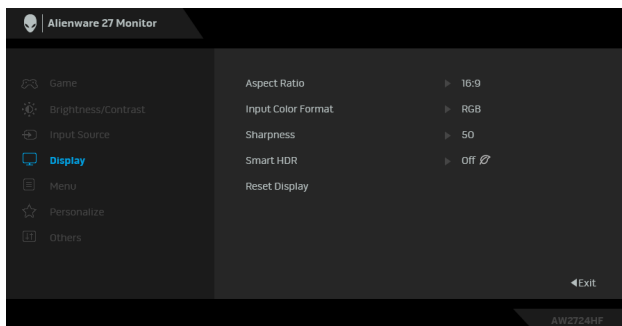 Alienware 27 Monitor
Game
Brightness/Contrast
Input Source
Display
Menu
Personalize
Others
Aspect Ratio 16:9
Input Color Format RGB
Sharpness 50
Smart HDR Off
Reset Display
Exit
AW2724HF